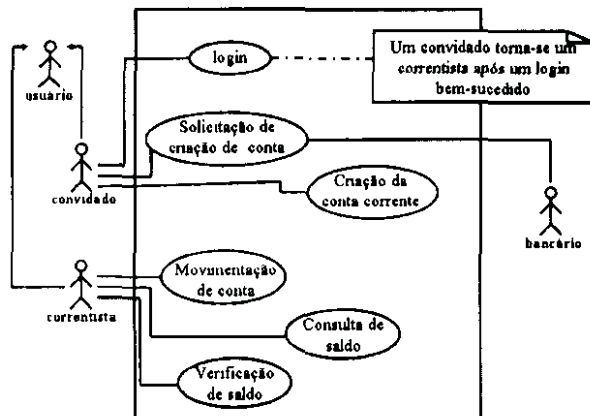 login
Um convidado torna-se um
correntista após um login
bem-sucedido
usuário
Solicitação de
criação de conta
convidado
Criação da
conta corrente
bancário
Movimentação
de conta
correntista
Consulta de
saldo
Verificação
de saldo